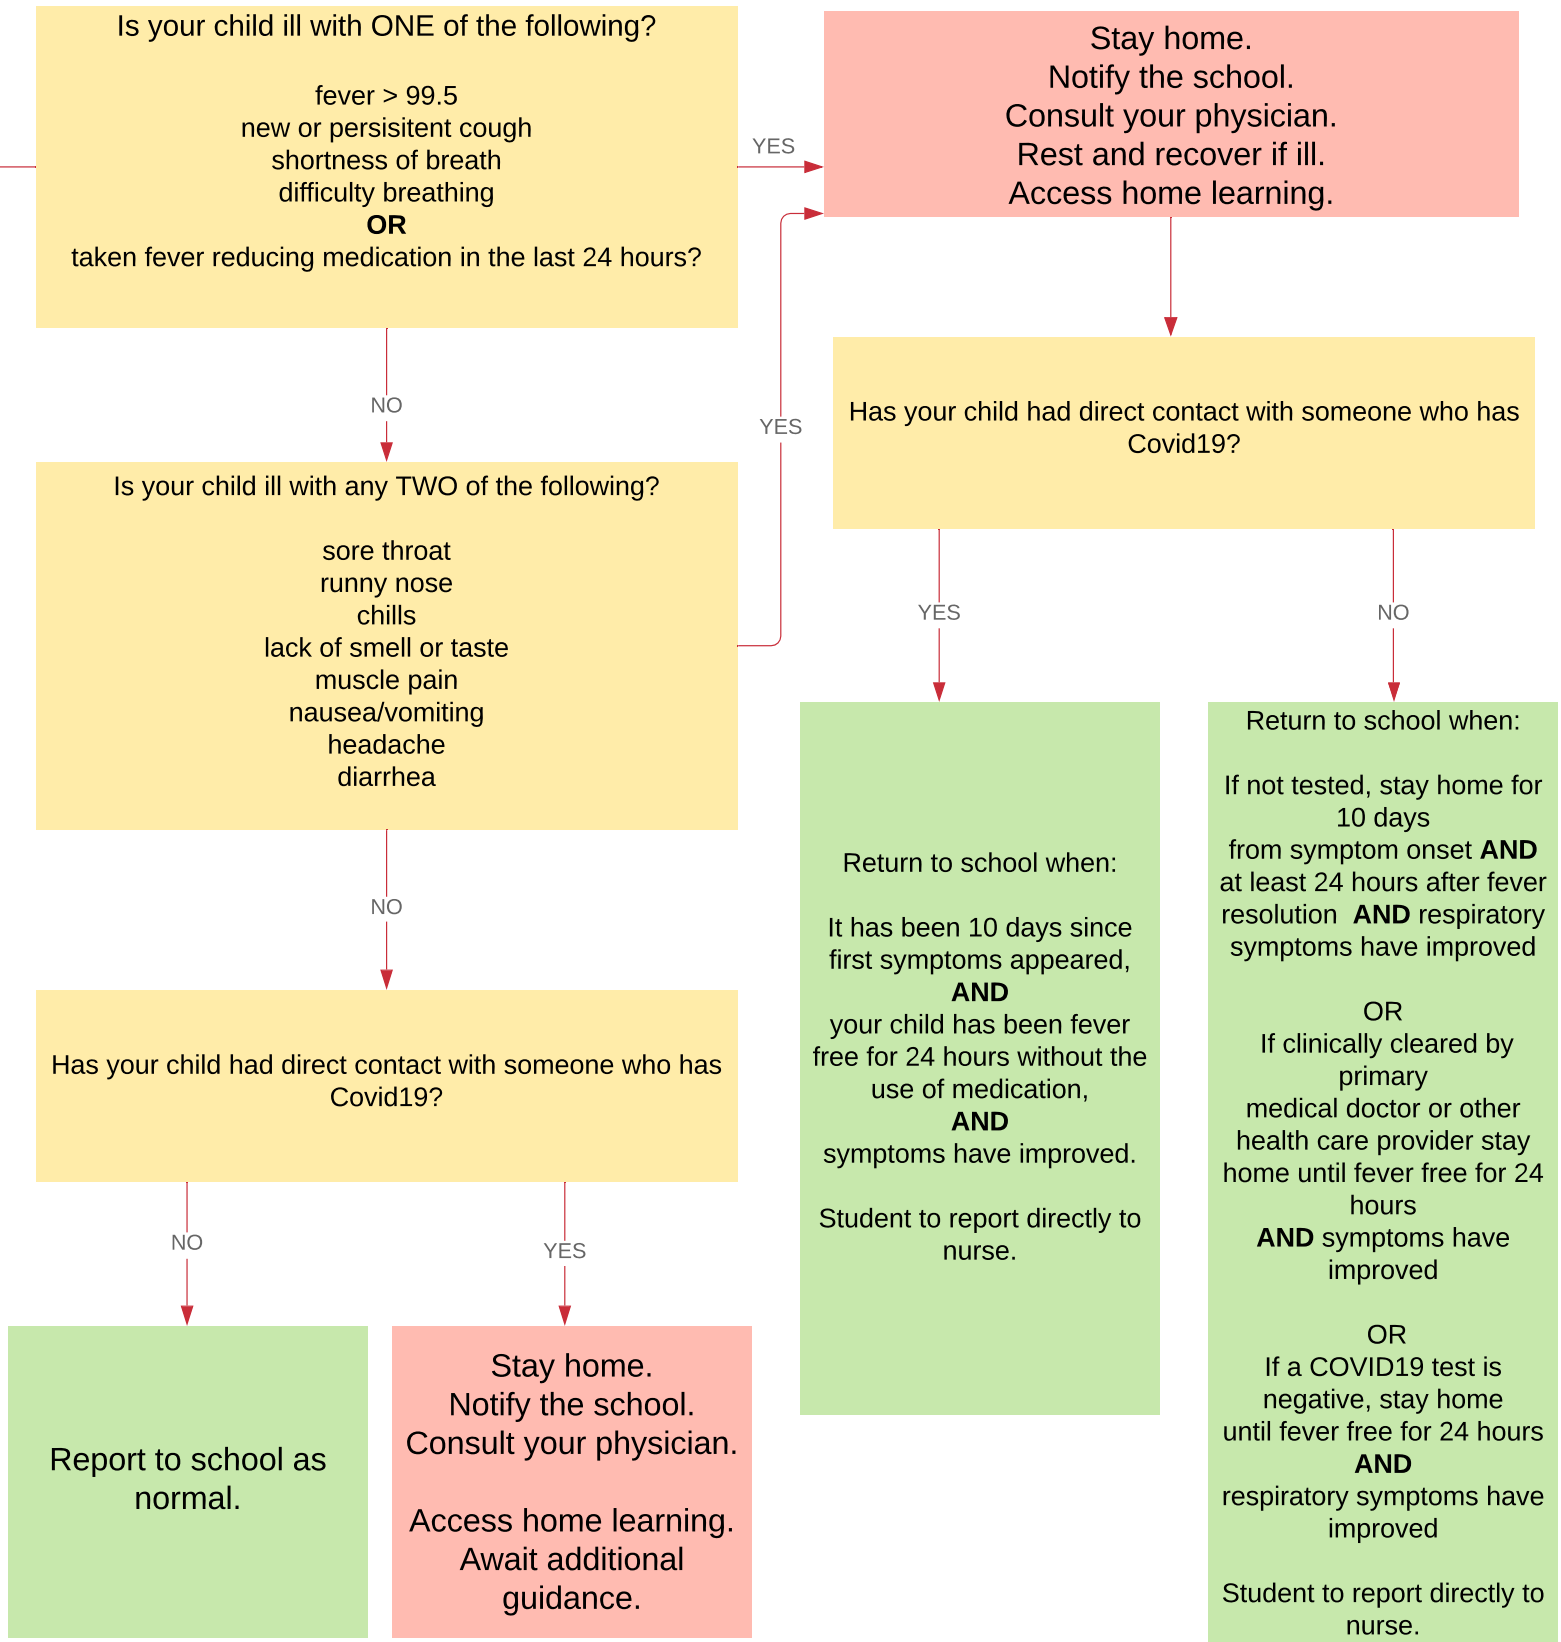 Is your child ill with ONE of the following?
fever > 99.5
new or persisitent cough
shortness of breath
difficulty breathing
OR
taken fever reducing medication in the last 24 hours?
YES
Stay home.
Notify the school.
Consult your physician.
Rest and recover if ill.
Access home learning.
NO
YES
Has your child had direct contact with someone who has
Covid19?
Is your child ill with any TWO of the following?
sore throat
runny nose
chills
lack of smell or taste
muscle pain
nausea/vomiting
headache
diarrhea
YES
NO
NO
Has your child had direct contact with someone who has
Covid19?
NO
YES
Report to school as
normal.
Stay home.
Notify the school.
Consult your physician.
Access home learning.
Await additional
guidance.
Return to school when:
It has been 10 days since
first symptoms appeared,
AND
your child has been fever
free for 24 hours without the
use of medication,
AND
symptoms have improved.
Student to report directly to
nurse.
Return to school when:
If not tested, stay home for
10 days
from symptom onset AND
at least 24 hours after fever
resolution AND respiratory
symptoms have improved
OR
If clinically cleared by
primary
medical doctor or other
health care provider stay
home until fever free for 24
hours
AND symptoms have
improved
OR
If a COVID19 test is
negative, stay home
until fever free for 24 hours
AND
respiratory symptoms have
improved
Student to report directly to
nurse.